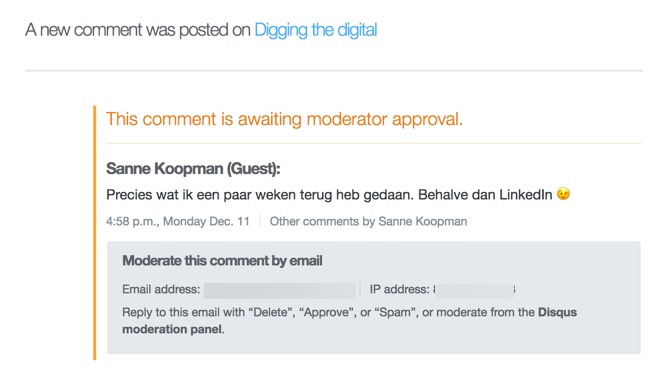 A new comment was posted on Digging the digital
This comment is awaiting moderator approval.
Sanne Koopman (Guest):
Precies wat ik een paar weken terug heb gedaan. Behalve dan LinkedIn 😉
4:58 p.m., Monday Dec. 11 Other comments by Sanne Koopman
Moderate this comment by email
Email address: IP address:
Reply to this email with “Delete”, “Approve”, or “Spam”, or moderate from the Disqus
moderation panel.